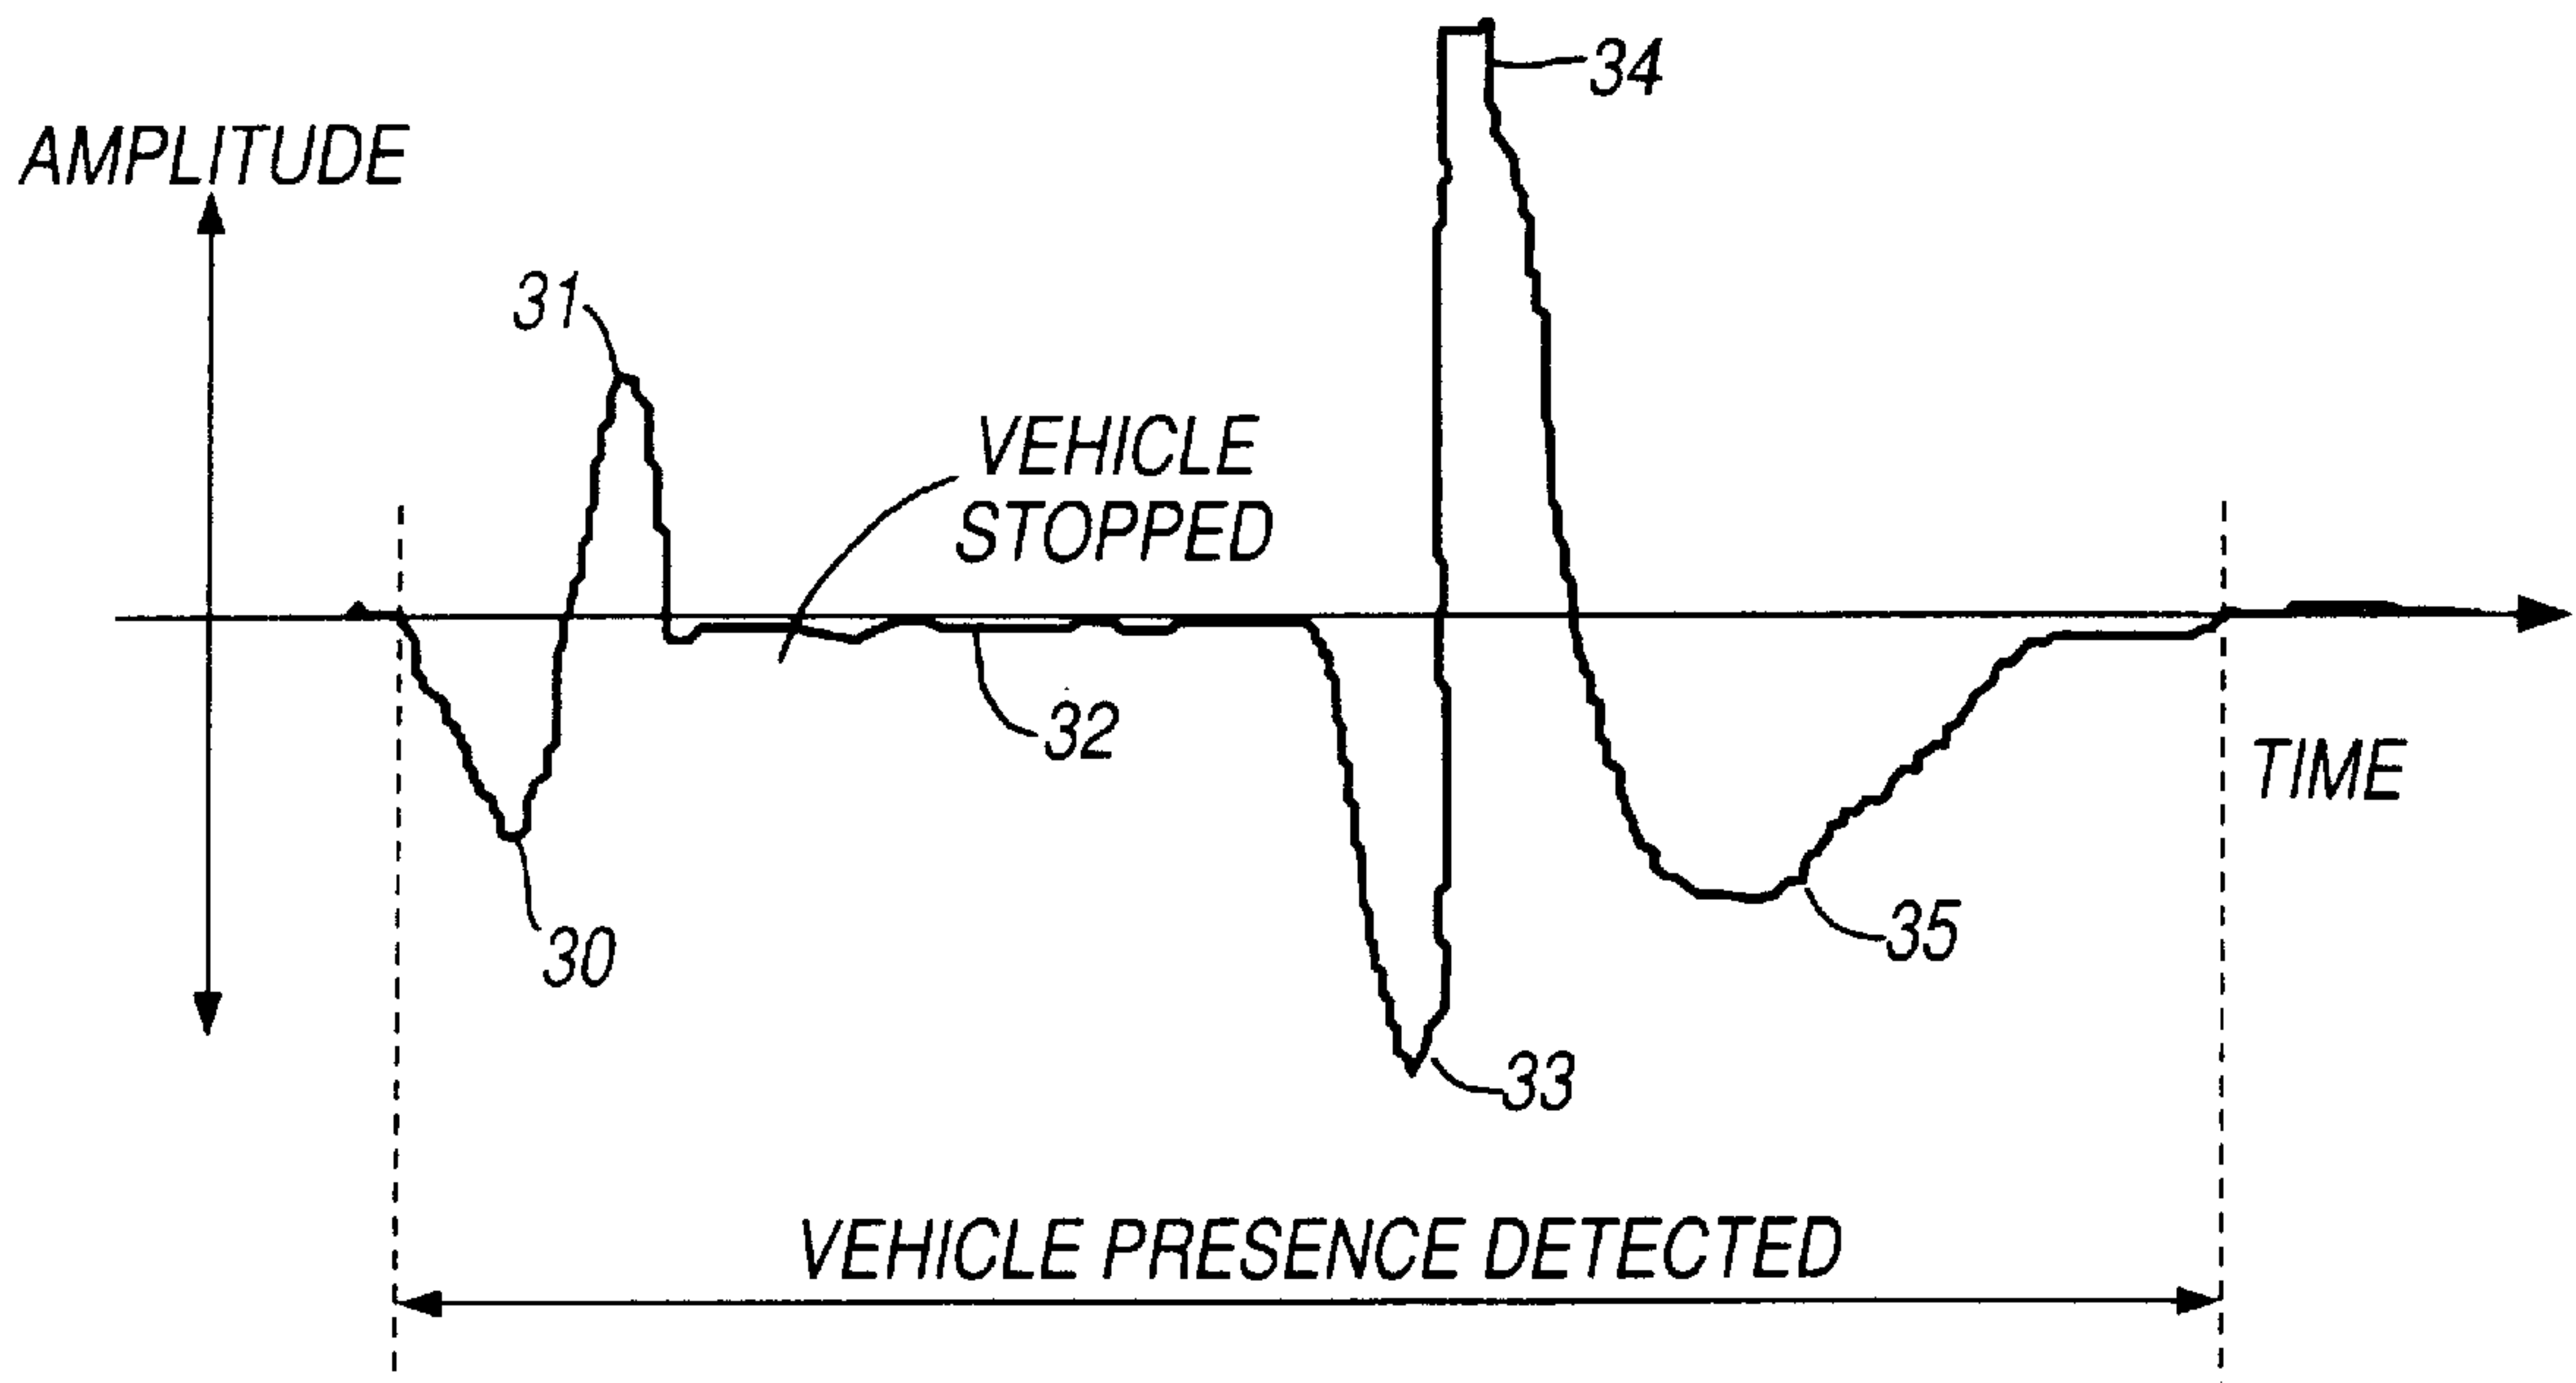 34
AMPLITUDE
31
VEHICLE
STOPPED
32
TIME
30
35
33
VEHICLE PRESENCE DETECTED